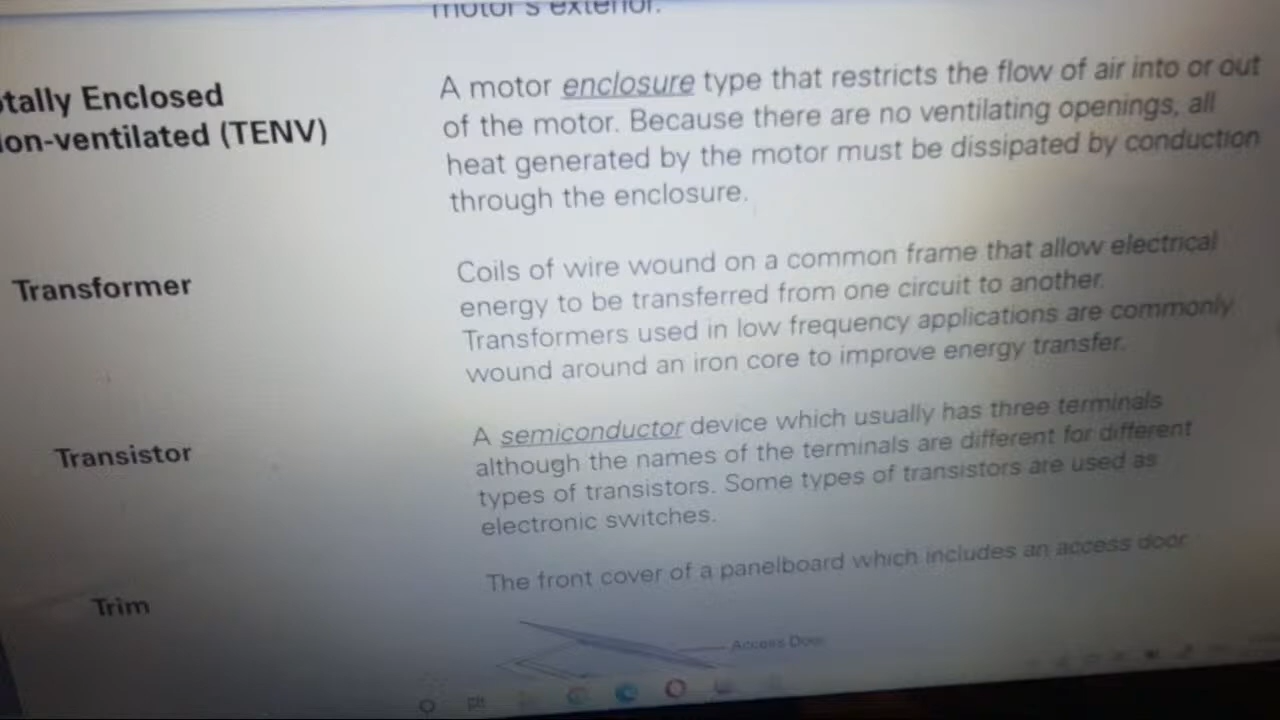 motor's exterior.
otally Enclosed
on-ventilated (TENV)
A motor enclosure type that restricts the flow of air into or out
of the motor. Because there are no ventilating openings, all
heat generated by the motor must be dissipated by conduction
through the enclosure.
Transformer
Coils of wire wound on a common frame that allow electrical
energy to be transferred from one circuit to another.
Transformers used in low frequency applications are commonly
wound around an iron core to improve energy transfer.
Transistor
A semiconductor device which usually has three terminals
although the names of the terminals are different for different
types of transistors. Some types of transistors are used as
electronic switches.
Trim
The front cover of a panelboard which includes an access door
Access Door